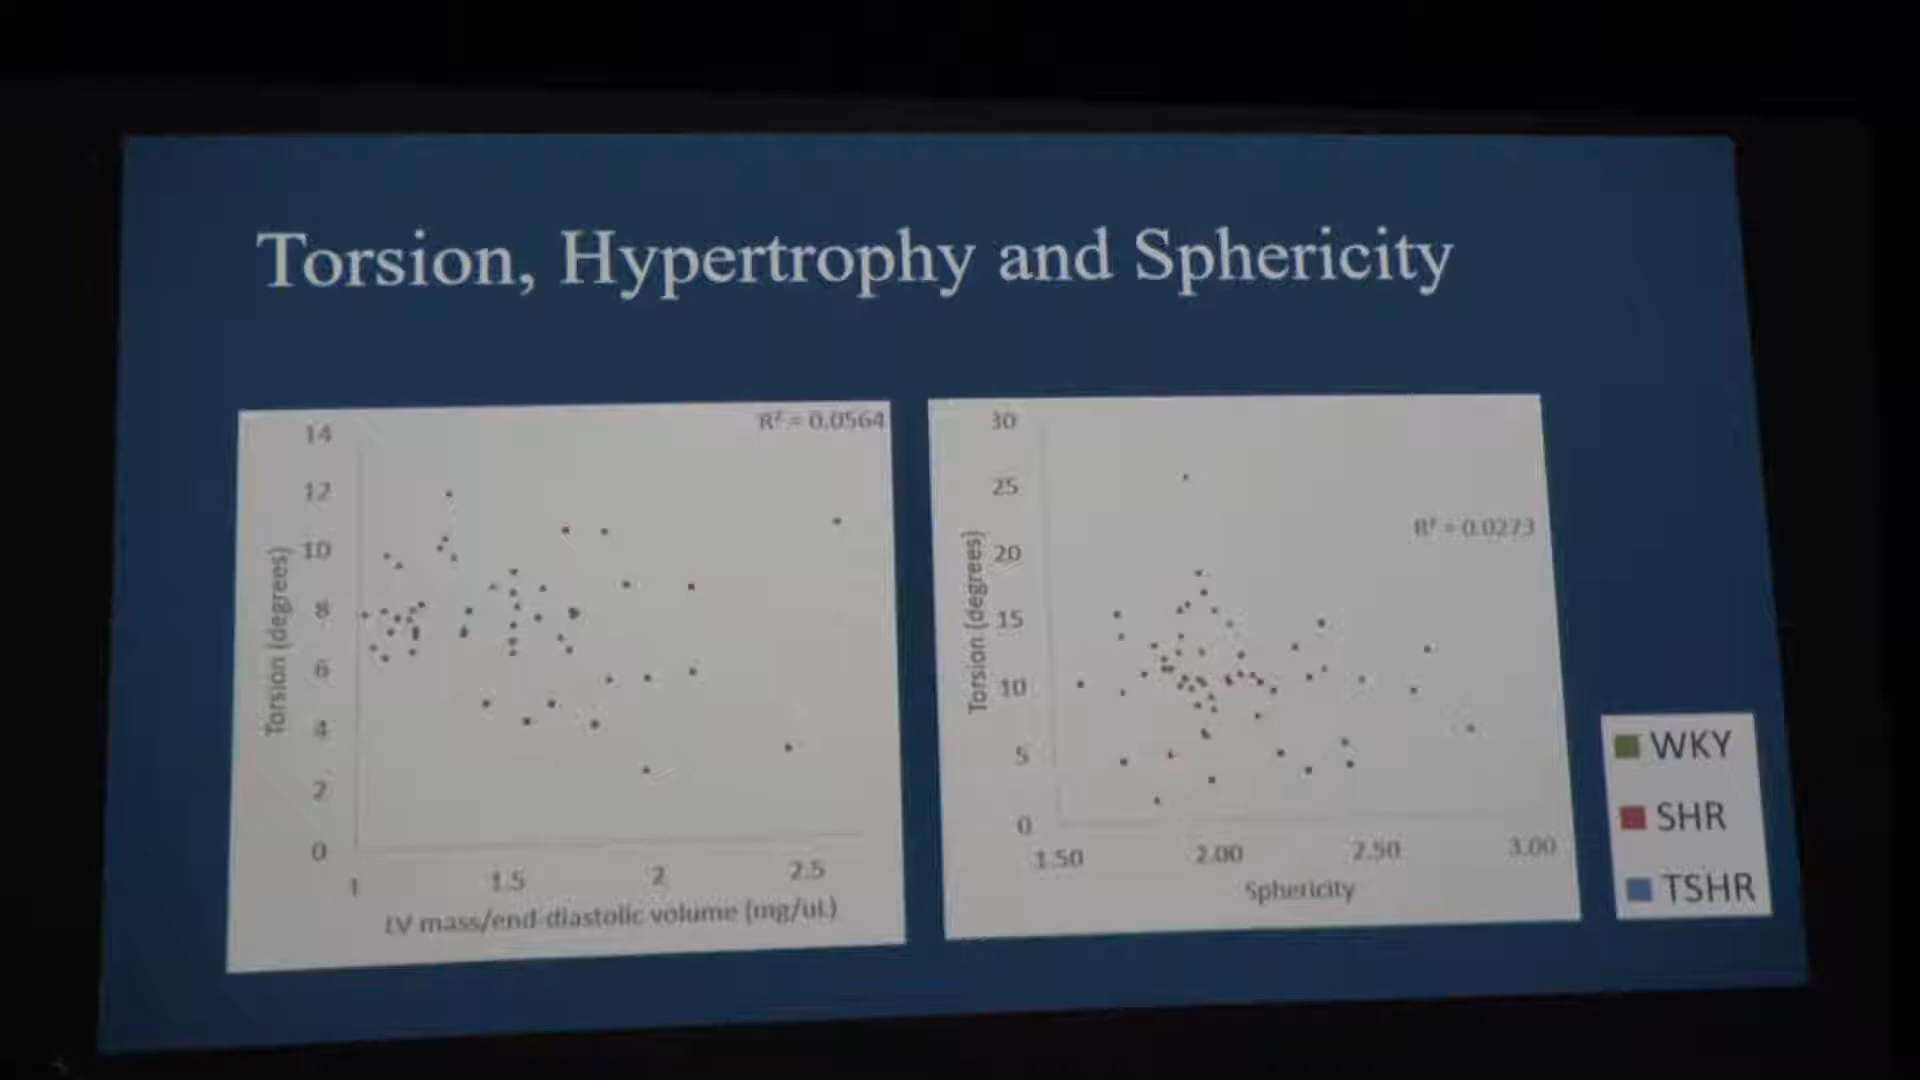 Torsion, Hypertrophy and Sphericity
R² = 0.0564
14
12
10
8
6
4
2
0
Torsion (degrees)
1
1.5
2
2.5
LV mass/end-diastolic volume (mg/uL)
R² = 0.0273
30
25
20
15
10
5
0
Torsion (degrees)
1.50
2.00
2.50
3.00
Sphericity
WKY
SHR
TSHR